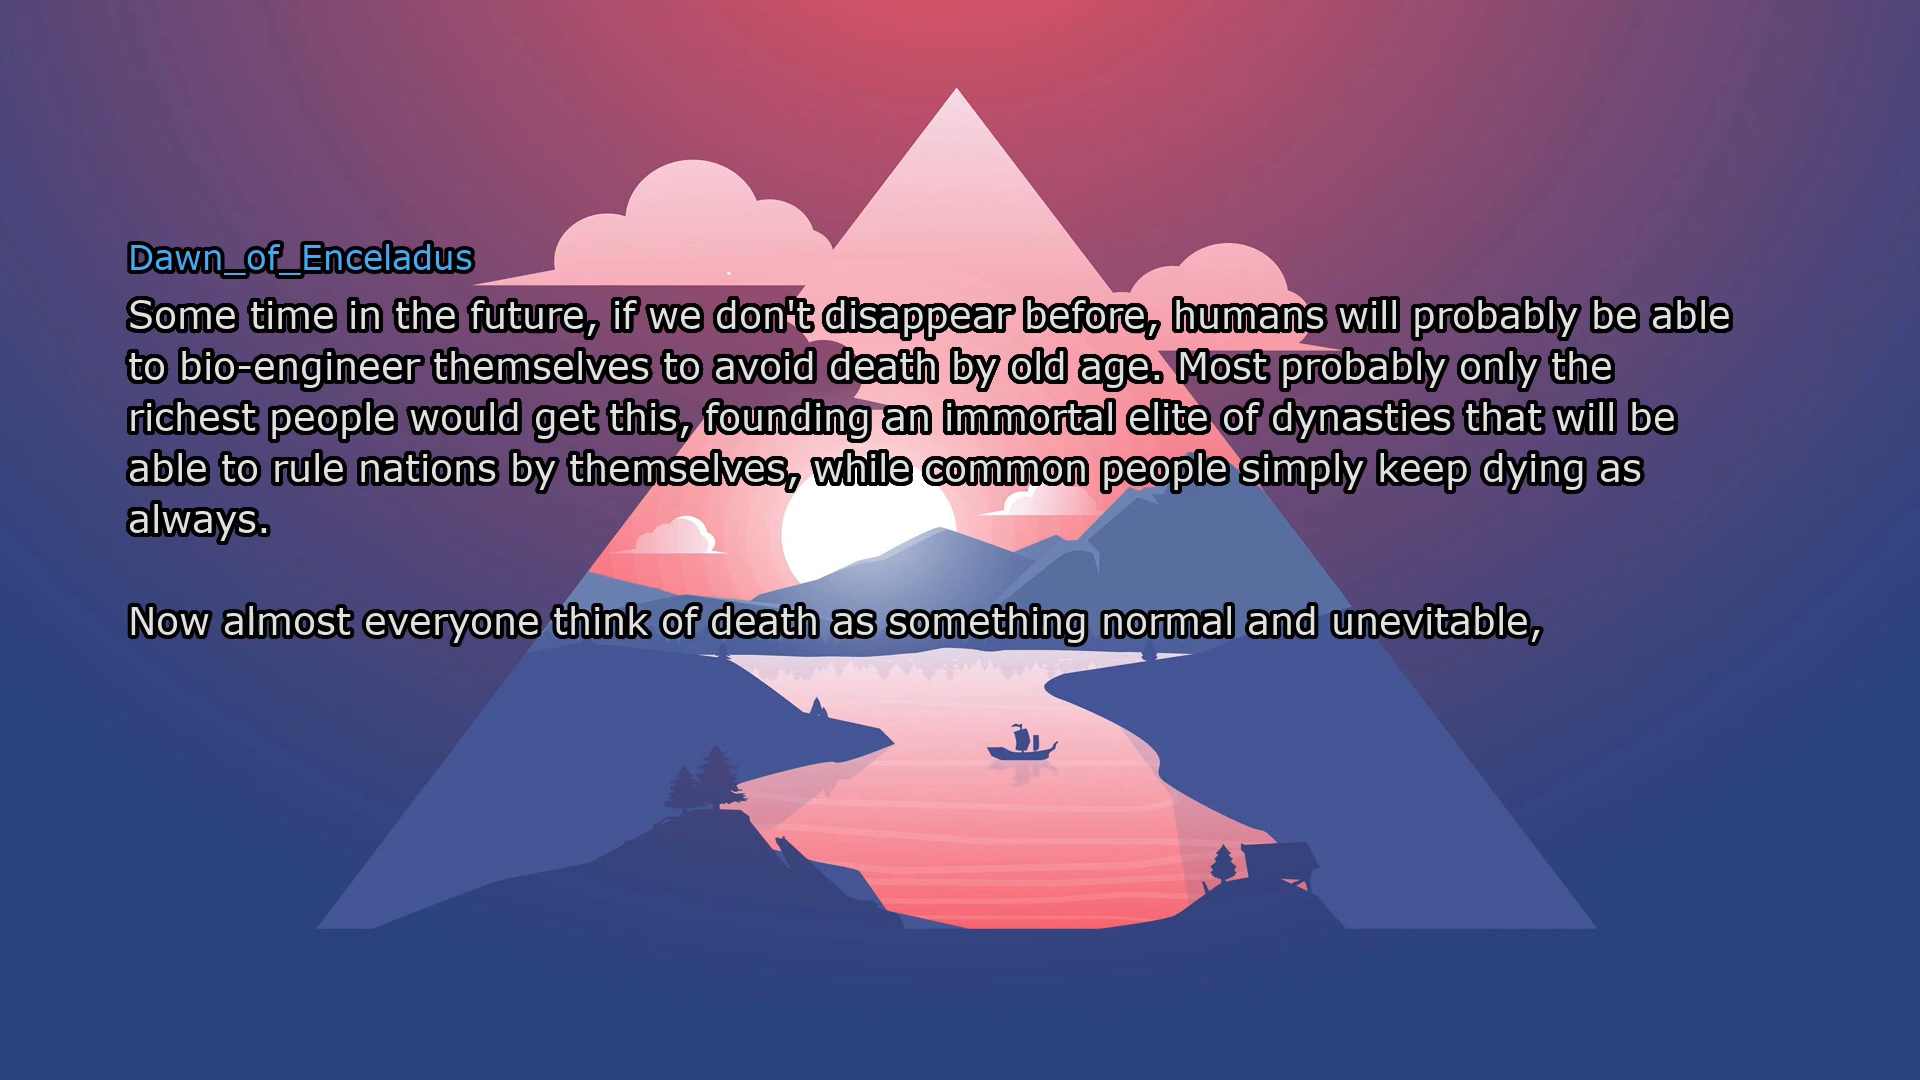 Dawn_of_Enceladus
Some time in the future, if we don't disappear before, humans will probably be able
to bio-engineer themselves to avoid death by old age. Most probably only the
richest people would get this, founding an immortal elite of dynasties that will be
able to rule nations by themselves, while common people simply keep dying as
always.
Now almost everyone think of death as something normal and unevitable,